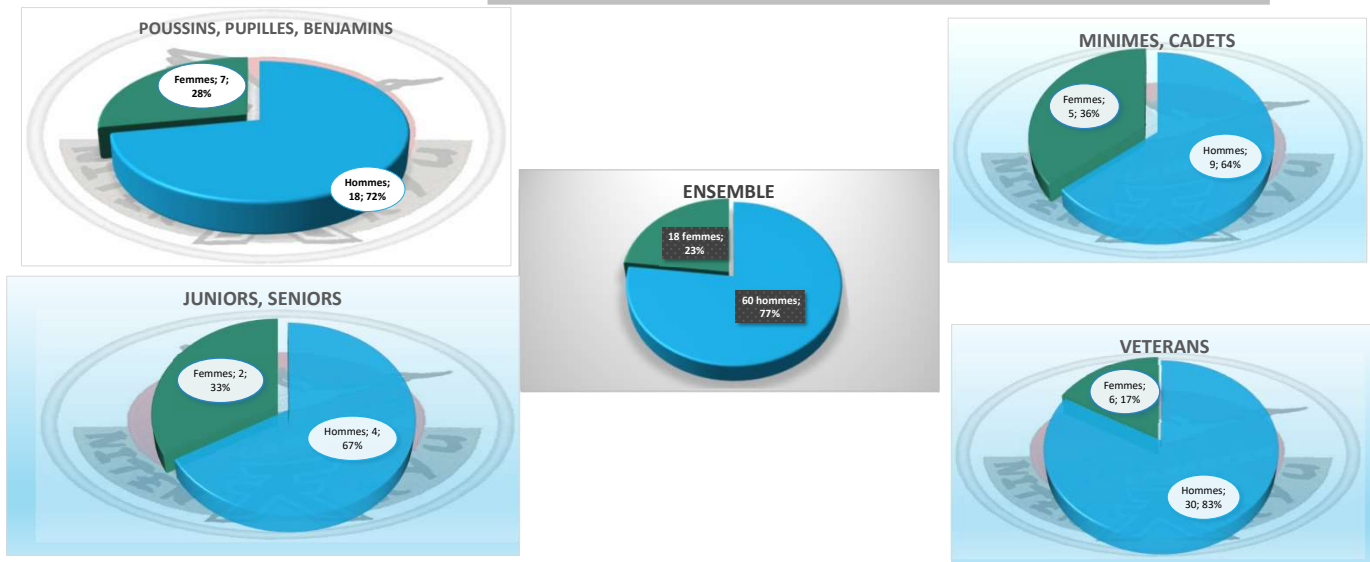 POUSSINS, PUPILLES, BENJAMINS
Femmes; 7;
28%
Hommes;
18; 72%
MINIMES, CADETS
Femmes;
5; 36%
Hommes;
9; 64%
ENSEMBLE
18 femmes;
23%
60 hommes;
77%
JUNIORS, SENIORS
Femmes; 2;
33%
Hommes; 4;
67%
VETERANS
Femmes;
6; 17%
Hommes;
30; 83%